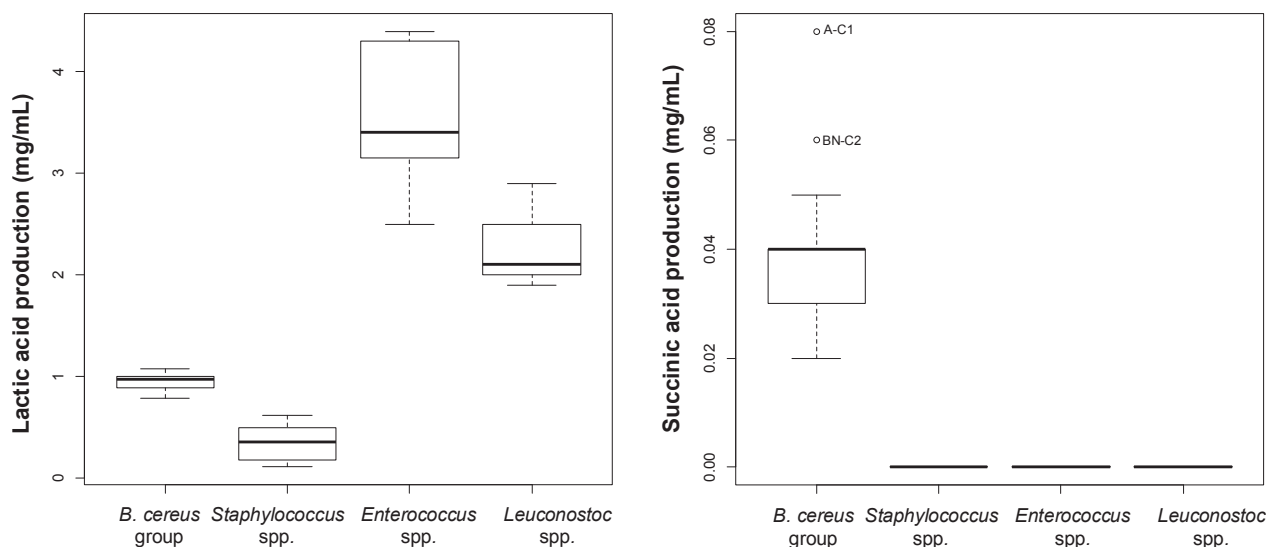 Lactic acid production (mg/mL)
4
3
2
1
0
B. cereus
group
Staphylococcus
spp.
Enterococcus
spp.
Leuconostoc
spp.
Succinic acid production (mg/mL)
0.08
0.06
0.04
0.02
0.00
A-C1
BN-C2
B. cereus
group
Staphylococcus
spp.
Enterococcus
spp.
Leuconostoc
spp.